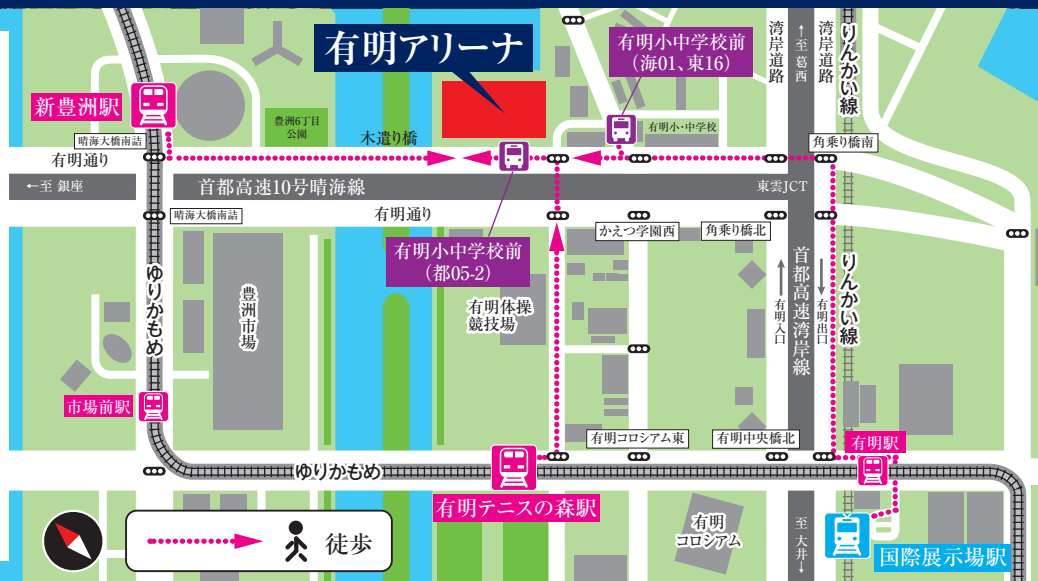 有明アリーナ
有明小中学校前
（海01、東16）
湾岸道路
↑至 葛西
湾岸道路
りんかい線
新豊洲駅
豊洲6丁目
公園
木遣り橋
有明小・中学校
晴海大橋南詰
角乗り橋南
有明通り
←至 銀座
首都高速10号晴海線
東雲JCT
晴海大橋南詰
有明通り
かえつ学園西
角乗り橋北
有明小中学校前
（都05-2）
ゆりかもめ
豊洲市場
有明体操
競技場
有明入口
首都高速湾岸線
有明出口
りんかい線
市場前駅
有明コロシアム東
有明中央橋北
有明駅
ゆりかもめ
有明テニスの森駅
有明
コロシアム
至 大井↓
国際展示場駅
徒歩